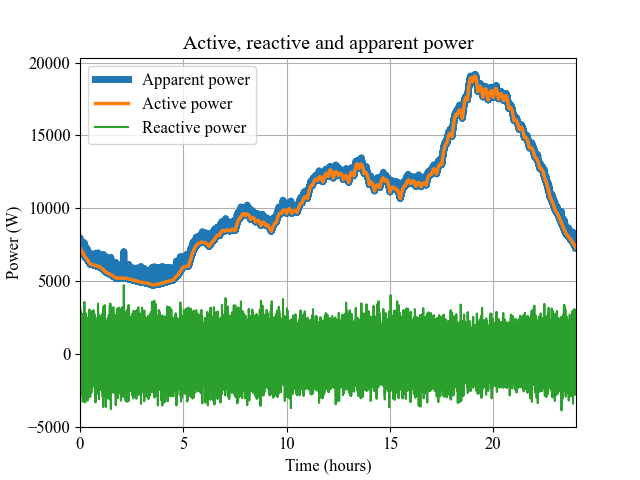 Active, reactive and apparent power
Apparent power
Active power
Reactive power
20000
15000
10000
5000
0
−5000
Power (W)
0 5 10 15 20
Time (hours)